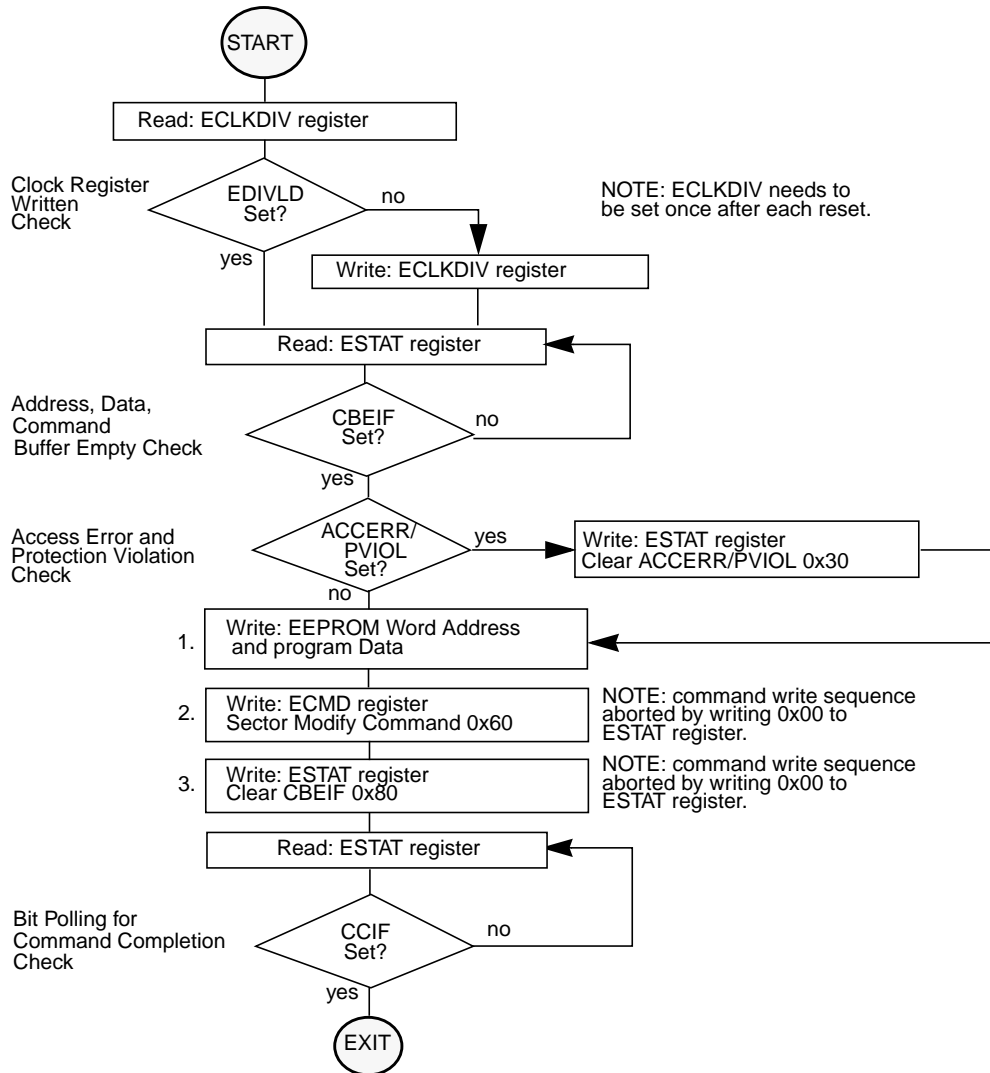 START
Read: ECLKDIV register
Clock Register
Written
Check
EDIVLD
Set?
no
yes
NOTE: ECLKDIV needs to
be set once after each reset.
Write: ECLKDIV register
Read: ESTAT register
Address, Data,
Command
Buffer Empty Check
CBEIF
Set?
no
yes
Access Error and
Protection Violation
Check
ACCERR/
PVIOL
Set?
yes
no
Write: ESTAT register
Clear ACCERR/PVIOL 0x30
1.
Write: EEPROM Word Address
and program Data
2.
Write: ECMD register
Sector Modify Command 0x60
NOTE: command write sequence
aborted by writing 0x00 to
ESTAT register.
3.
Write: ESTAT register
Clear CBEIF 0x80
NOTE: command write sequence
aborted by writing 0x00 to
ESTAT register.
Read: ESTAT register
Bit Polling for
Command Completion
Check
CCIF
Set?
no
yes
EXIT